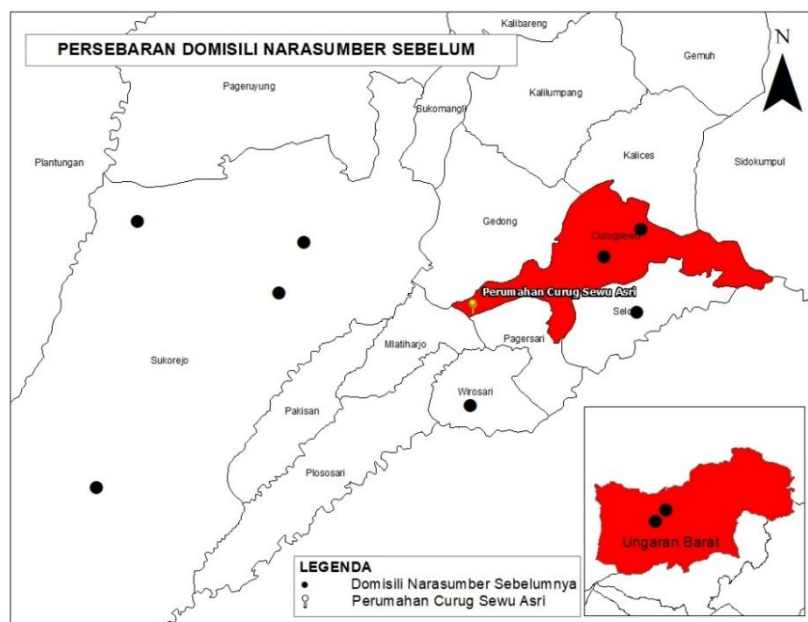 PERSEBARAN DOMISILI NARASUMBER SEBELUM
N
Kalibareng
Gemuh
Pageruyung
Kalilumpang
Sukomangli
Plantungan
Kalices
Sidokumpul
Gedong
Curugsewu
Perumahan Curug Sewu Asri
Selo
Mlatiharjo
Pagersari
Sukorejo
Wirosari
Pakisan
Plososari
Ungaran Barat
LEGENDA
Domisili Narasumber Sebelumnya
Perumahan Curug Sewu Asri